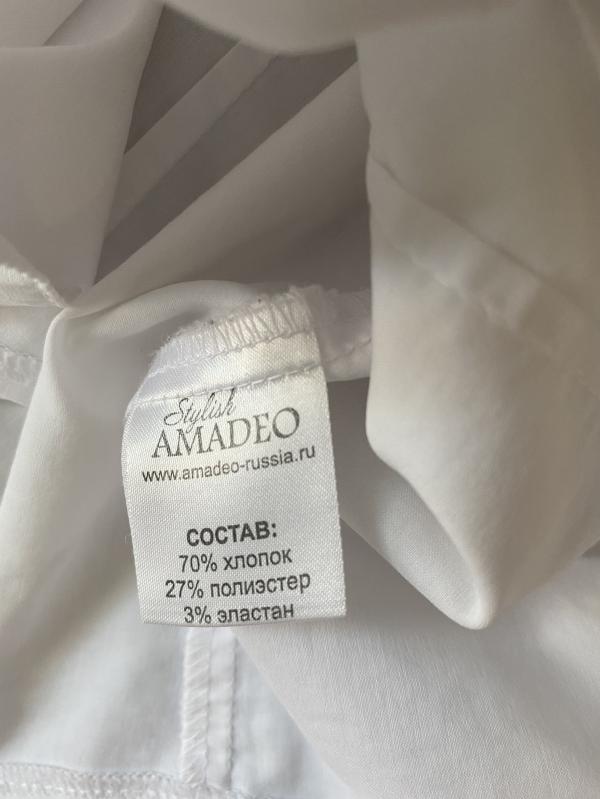 Stylish
AMADEO
www.amadeo-russia.ru
СОСТАВ:
70% хлопок
27% полиэстер
3% эластан